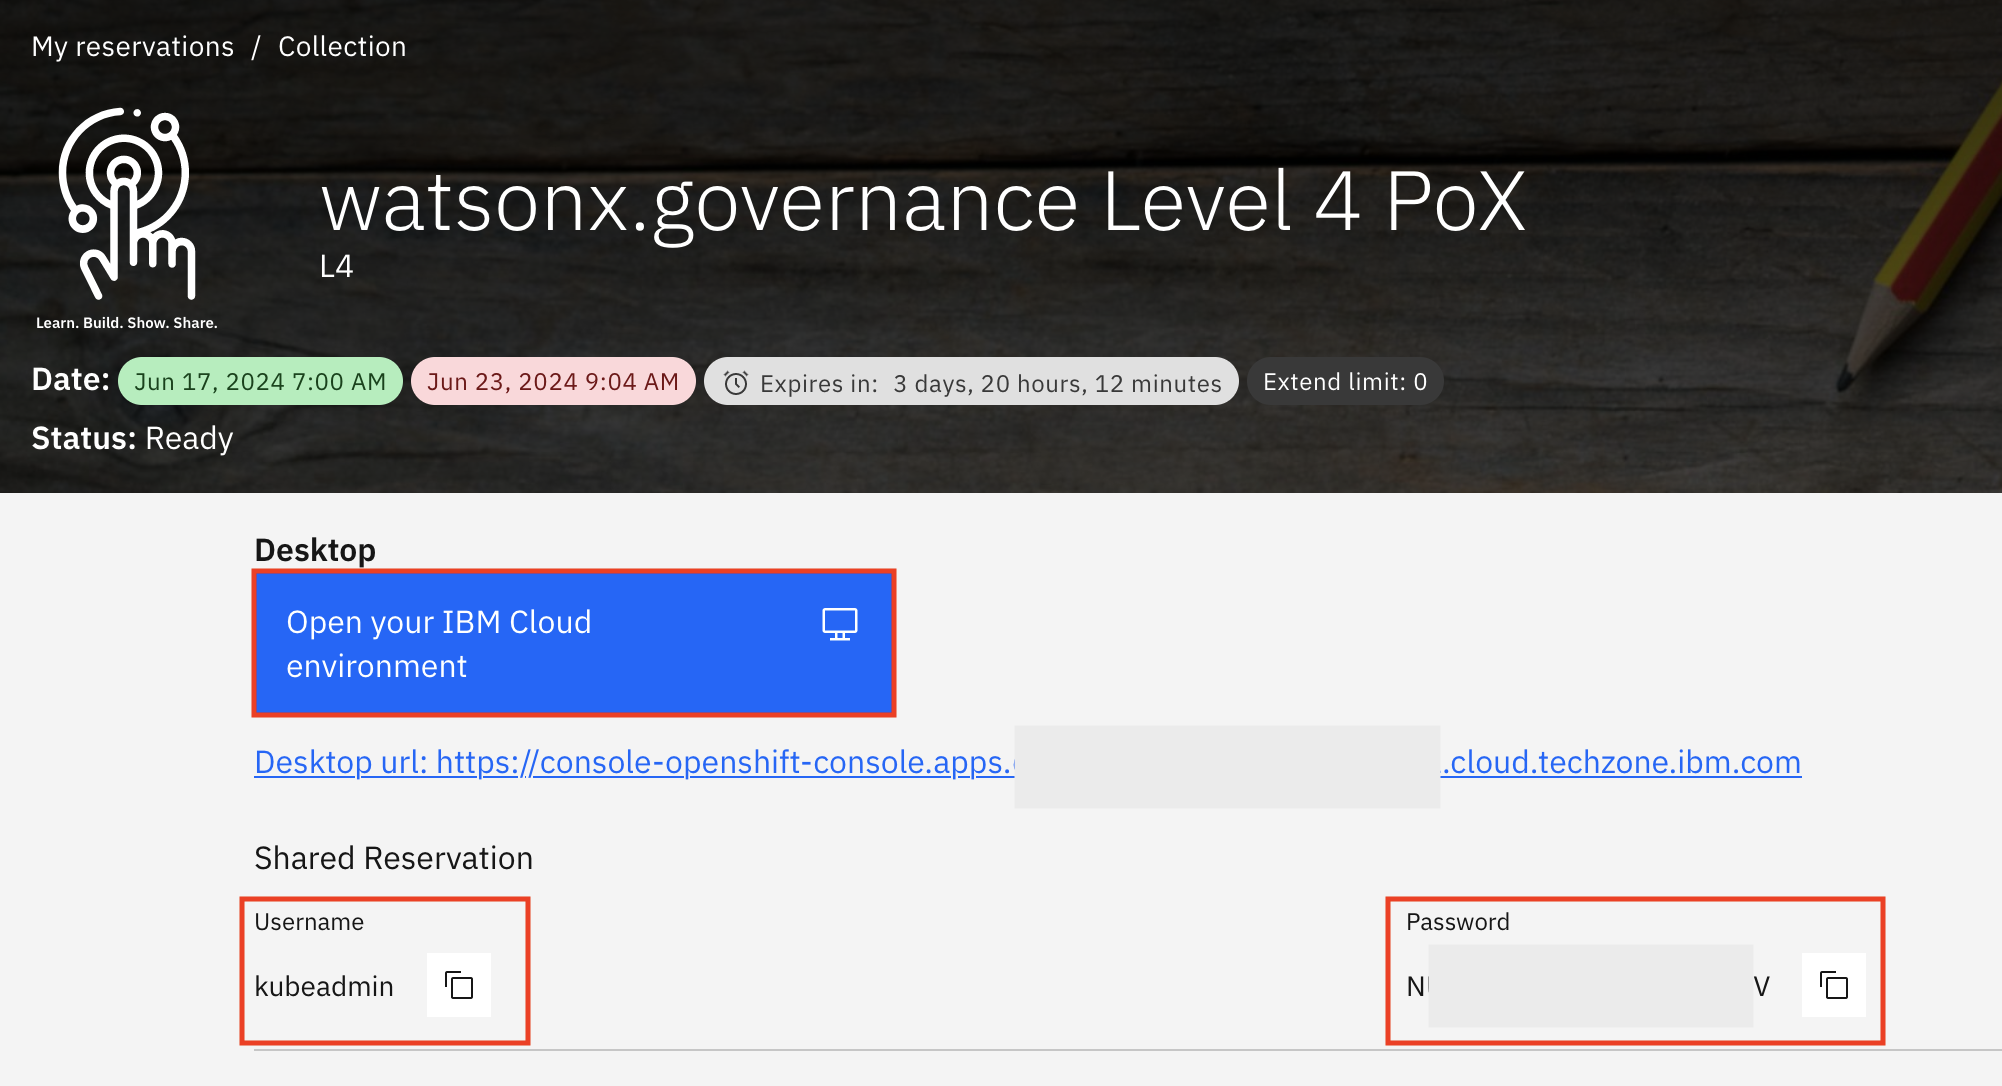 My reservations / Collection
watsonx.governance Level 4 PoX
L4
Learn. Build. Show. Share.
Date: Jun 17, 2024 7:00 AM Jun 23, 2024 9:04 AM Expires in: 3 days, 20 hours, 12 minutes Extend limit: 0
Status: Ready
Desktop
Open your IBM Cloud
environment
Desktop url: https://console-openshift-console.apps. .cloud.techzone.ibm.com
Shared Reservation
Username
kubeadmin
Password
N V